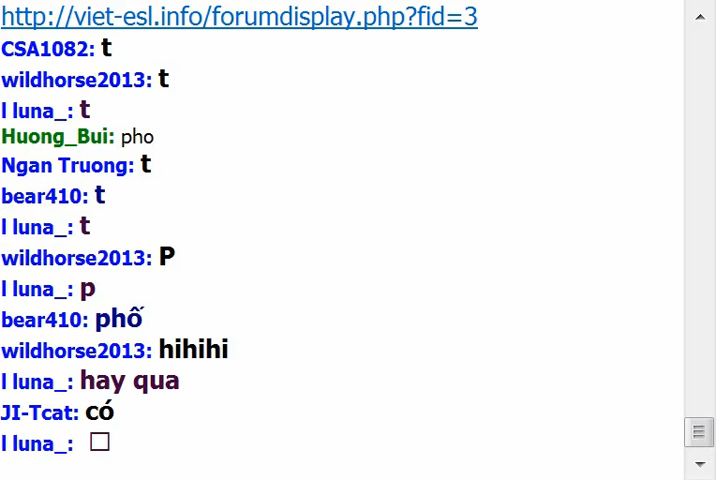 http://viet-esl.info/forumdisplay.php?fid=3
CSA1082: t
wildhorse2013: t
l luna_: t
Huong_Bui: pho
Ngan Truong: t
bear410: t
l luna_: t
wildhorse2013: P
l luna_: p
bear410: phố
wildhorse2013: hihihi
l luna_: hay qua
JI-Tcat: có
l luna_: □